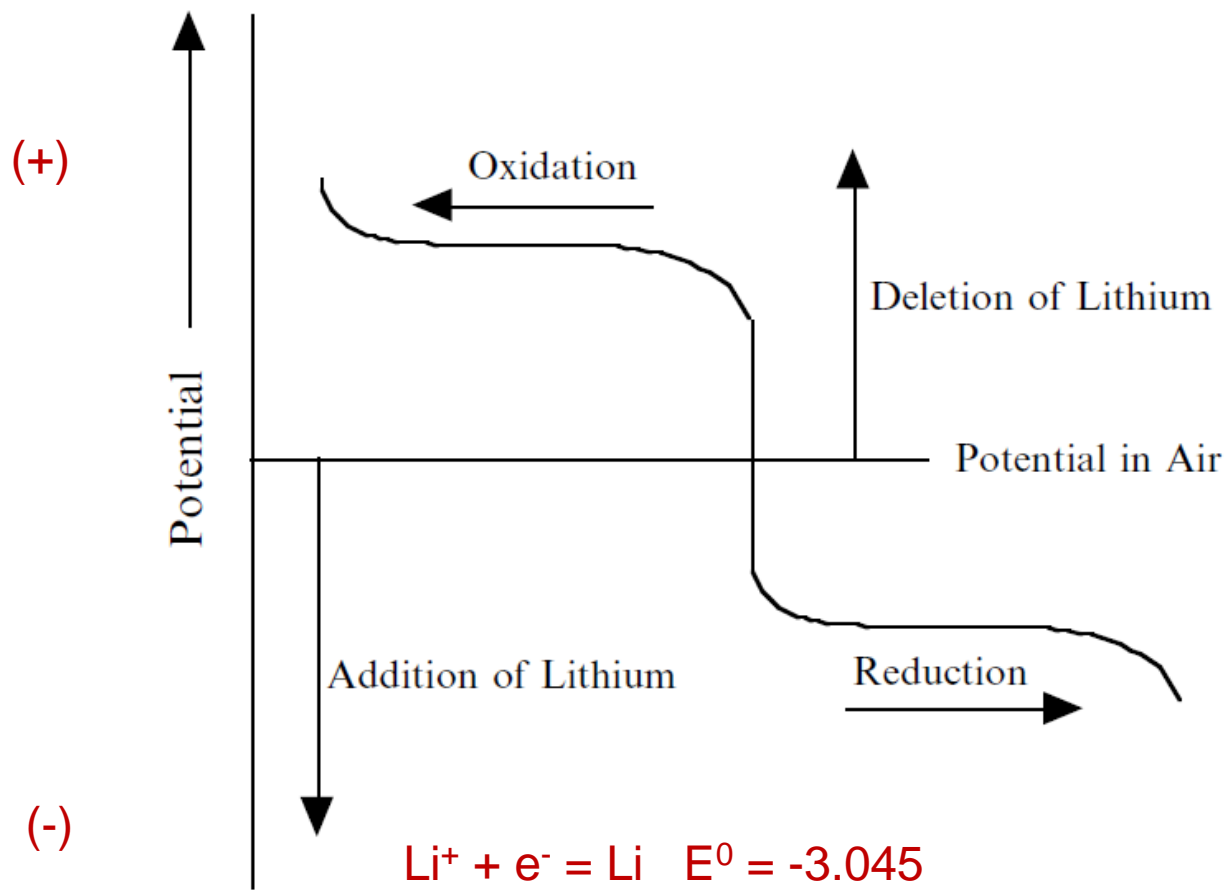 (+)
Oxidation
Deletion of Lithium
Potential
Potential in Air
Addition of Lithium
Reduction
(-)
Li⁺ + e⁻ = Li E⁰ = -3.045